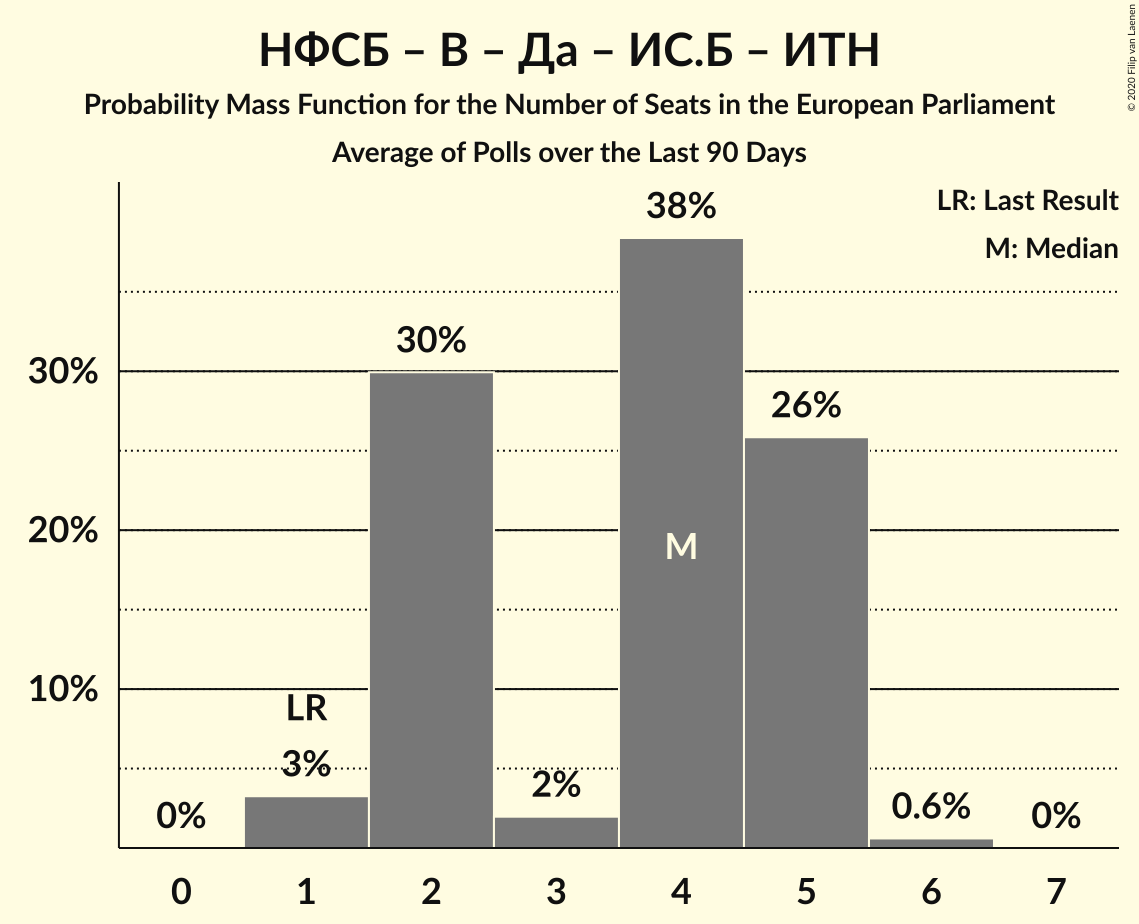 НФСБ – В – Да – ИС.Б – ИТН
Probability Mass Function for the Number of Seats in the European Parliament
Average of Polls over the Last 90 Days
© 2020 Filip van Laenen
LR: Last Result
M: Median
38%
30%
30%
26%
20%
M
10%
LR
3%
2%
0%
0.6%
0%
0 1 2 3 4 5 6 7